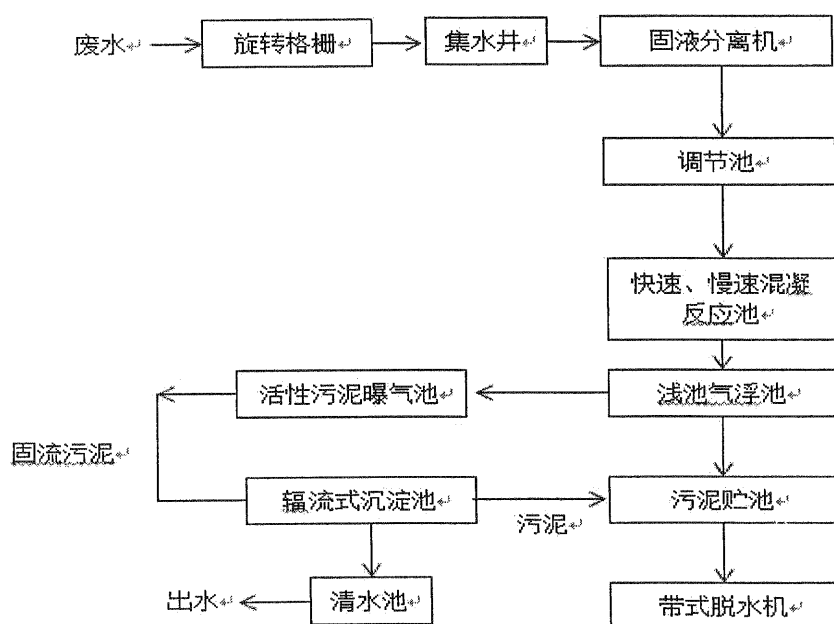 废水
旋转格栅
集水井
固液分离机
调节池
快速、慢速混凝
反应池
活性污泥曝气池
浅池气浮池
固流污泥
辐流式沉淀池
污泥
污泥贮池
出水
清水池
带式脱水机